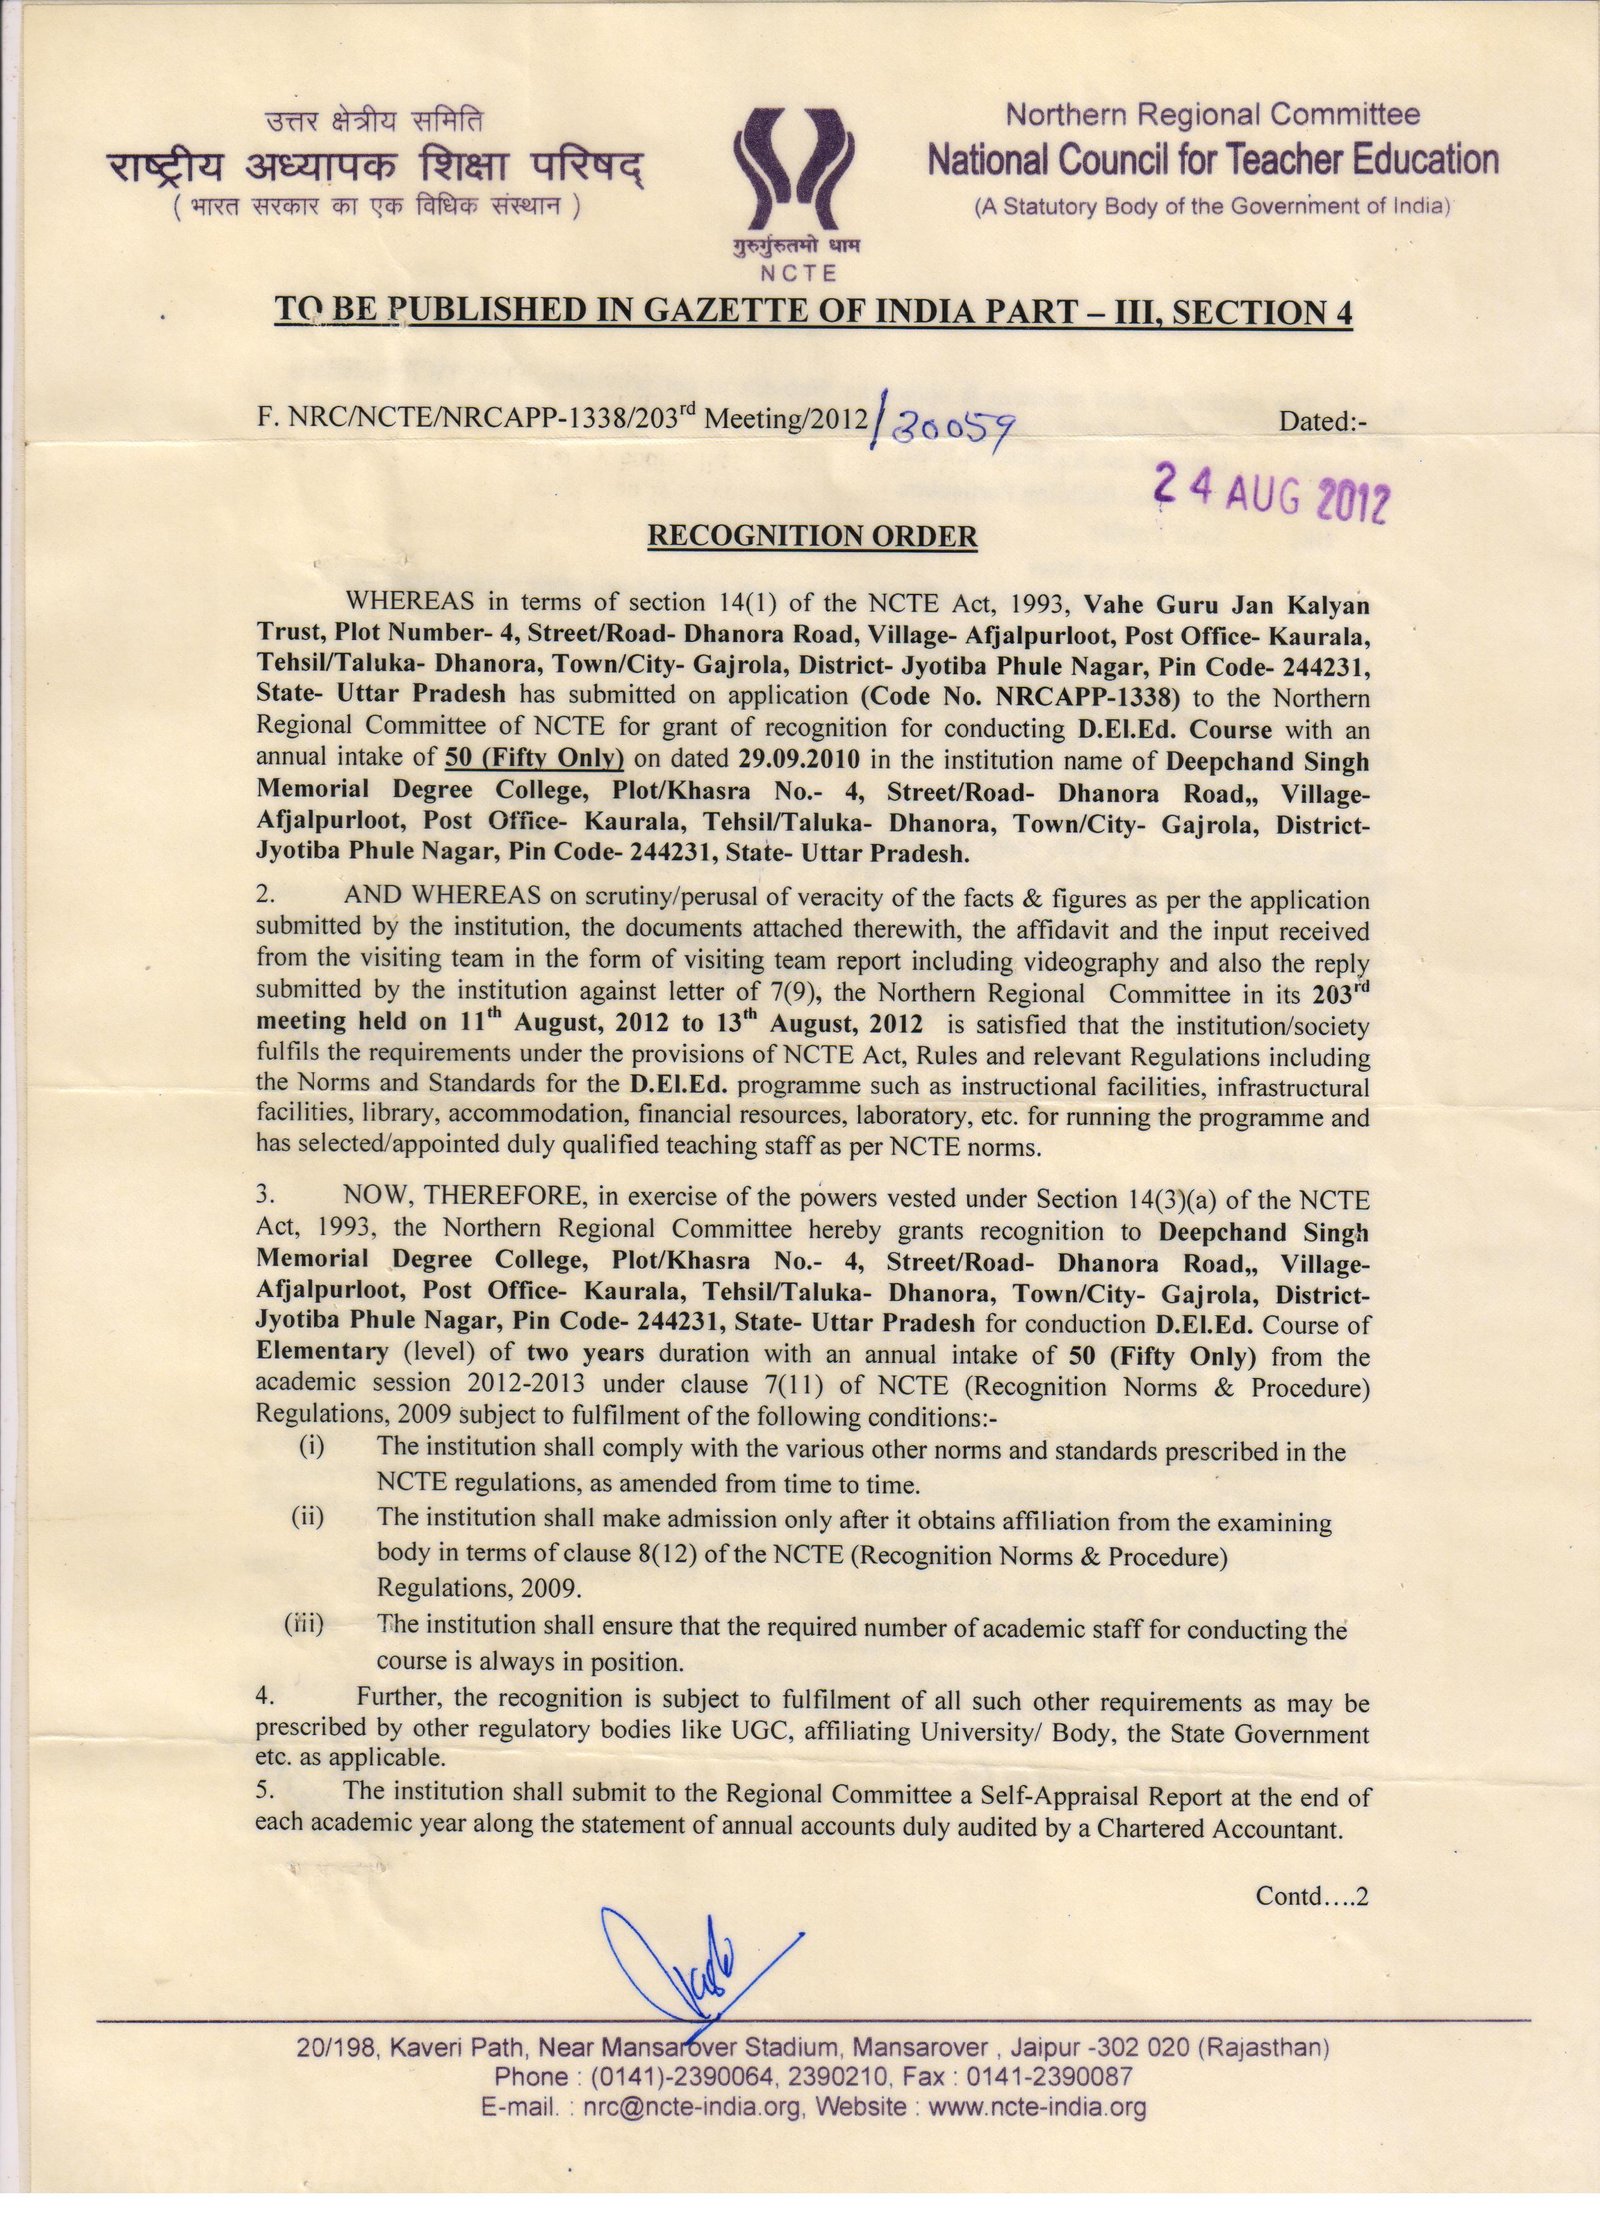 उत्तर क्षेत्रीय समिति
राष्ट्रीय अध्यापक शिक्षा परिषद्
( भारत सरकार का एक विधिक संस्थान )
गुरुर्गुरुतमो धाम
NCTE
Northern Regional Committee
National Council for Teacher Education
(A Statutory Body of the Government of India)
TO BE PUBLISHED IN GAZETTE OF INDIA PART – III, SECTION 4
F. NRC/NCTE/NRCAPP-1338/203rd Meeting/2012/30059 Dated:-
24 AUG 2012
RECOGNITION ORDER
WHEREAS in terms of section 14(1) of the NCTE Act, 1993, Vahe Guru Jan Kalyan
Trust, Plot Number- 4, Street/Road- Dhanora Road, Village- Afjalpurloot, Post Office- Kaurala,
Tehsil/Taluka- Dhanora, Town/City- Gajrola, District- Jyotiba Phule Nagar, Pin Code- 244231,
State- Uttar Pradesh has submitted on application (Code No. NRCAPP-1338) to the Northern
Regional Committee of NCTE for grant of recognition for conducting D.El.Ed. Course with an
annual intake of 50 (Fifty Only) on dated 29.09.2010 in the institution name of Deepchand Singh
Memorial Degree College, Plot/Khasra No.- 4, Street/Road- Dhanora Road,, Village-
Afjalpurloot, Post Office- Kaurala, Tehsil/Taluka- Dhanora, Town/City- Gajrola, District-
Jyotiba Phule Nagar, Pin Code- 244231, State- Uttar Pradesh.
2. AND WHEREAS on scrutiny/perusal of veracity of the facts & figures as per the application
submitted by the institution, the documents attached therewith, the affidavit and the input received
from the visiting team in the form of visiting team report including videography and also the reply
submitted by the institution against letter of 7(9), the Northern Regional Committee in its 203rd
meeting held on 11th August, 2012 to 13th August, 2012 is satisfied that the institution/society
fulfils the requirements under the provisions of NCTE Act, Rules and relevant Regulations including
the Norms and Standards for the D.El.Ed. programme such as instructional facilities, infrastructural
facilities, library, accommodation, financial resources, laboratory, etc. for running the programme and
has selected/appointed duly qualified teaching staff as per NCTE norms.
3. NOW, THEREFORE, in exercise of the powers vested under Section 14(3)(a) of the NCTE
Act, 1993, the Northern Regional Committee hereby grants recognition to Deepchand Singh
Memorial Degree College, Plot/Khasra No.- 4, Street/Road- Dhanora Road,, Village-
Afjalpurloot, Post Office- Kaurala, Tehsil/Taluka- Dhanora, Town/City- Gajrola, District-
Jyotiba Phule Nagar, Pin Code- 244231, State- Uttar Pradesh for conduction D.El.Ed. Course of
Elementary (level) of two years duration with an annual intake of 50 (Fifty Only) from the
academic session 2012-2013 under clause 7(11) of NCTE (Recognition Norms & Procedure)
Regulations, 2009 subject to fulfilment of the following conditions:-
(i) The institution shall comply with the various other norms and standards prescribed in the
NCTE regulations, as amended from time to time.
(ii) The institution shall make admission only after it obtains affiliation from the examining
body in terms of clause 8(12) of the NCTE (Recognition Norms & Procedure)
Regulations, 2009.
(iii) The institution shall ensure that the required number of academic staff for conducting the
course is always in position.
4. Further, the recognition is subject to fulfilment of all such other requirements as may be
prescribed by other regulatory bodies like UGC, affiliating University/ Body, the State Government
etc. as applicable.
5. The institution shall submit to the Regional Committee a Self-Appraisal Report at the end of
each academic year along the statement of annual accounts duly audited by a Chartered Accountant.
Contd....2
20/198, Kaveri Path, Near Mansarover Stadium, Mansarover , Jaipur -302 020 (Rajasthan)
Phone : (0141)-2390064, 2390210, Fax : 0141-2390087
E-mail. : nrc@ncte-india.org, Website : www.ncte-india.org